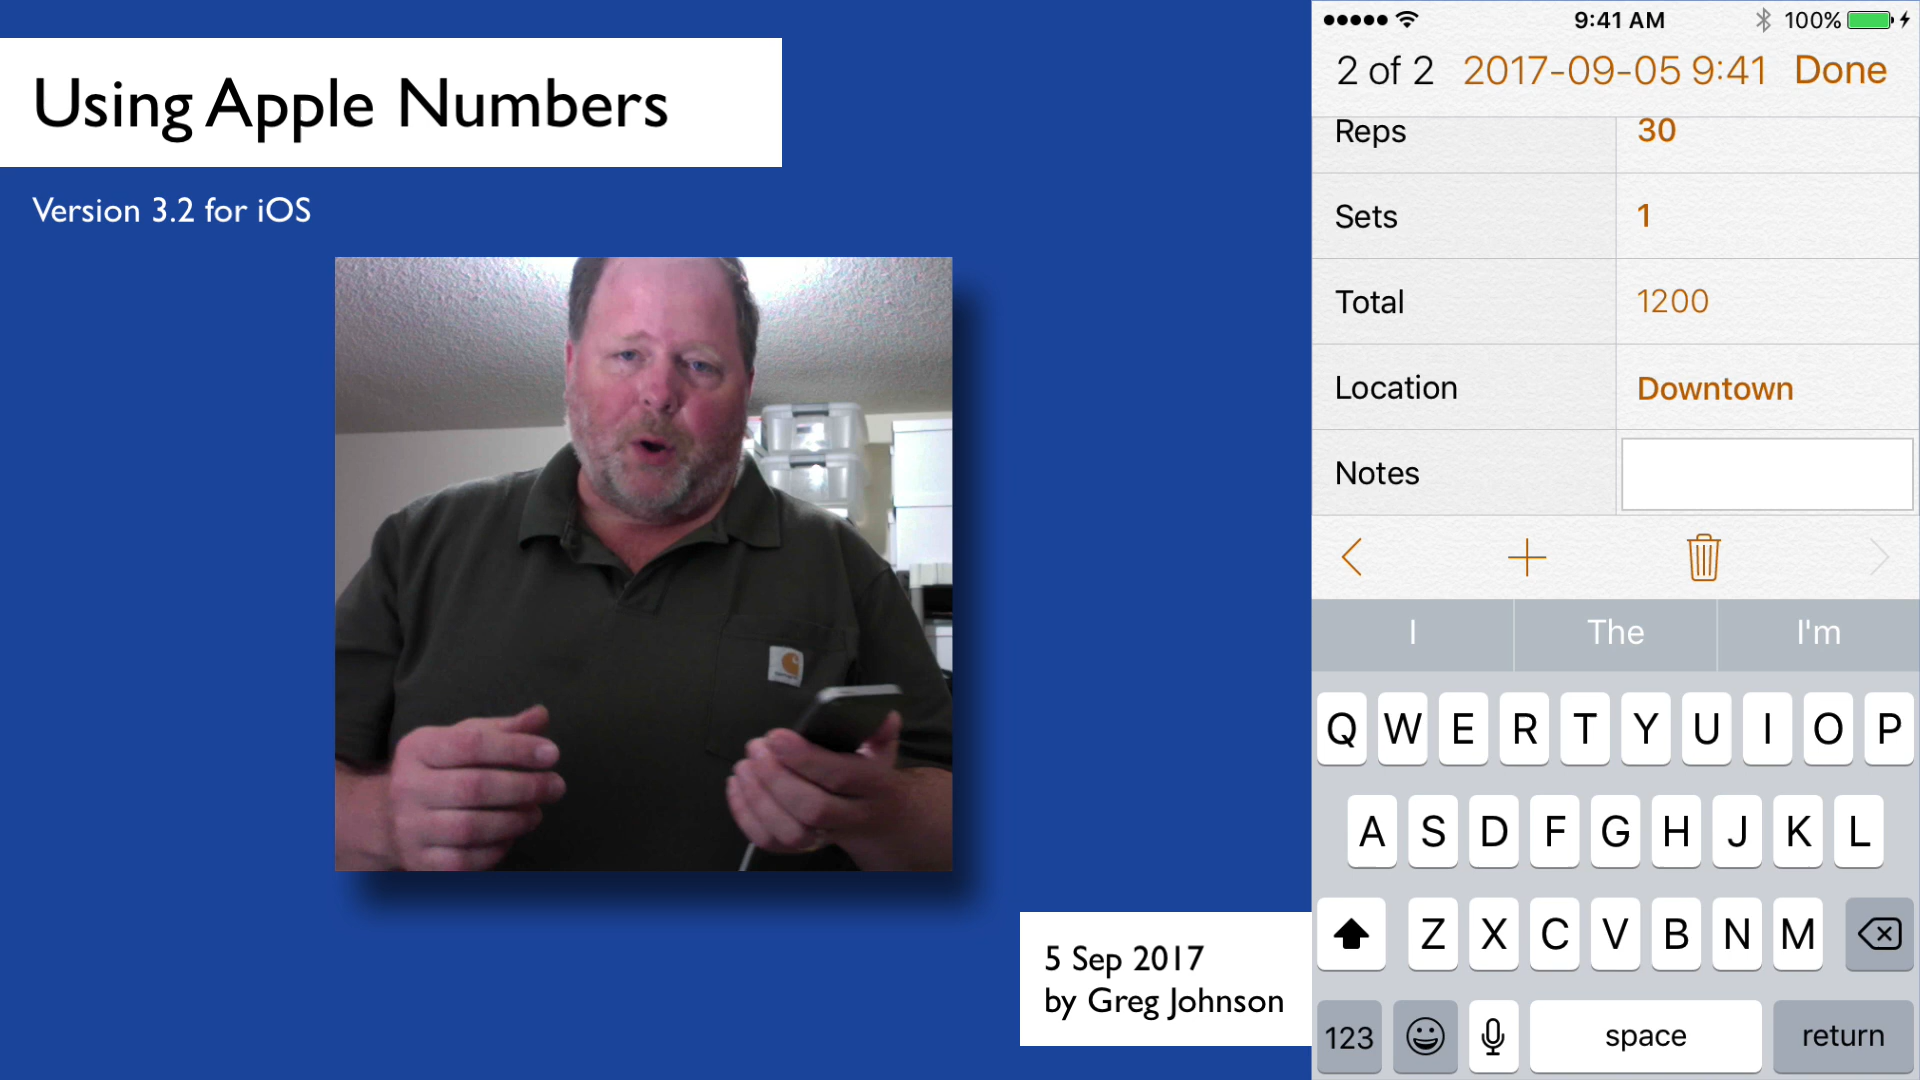 Using Apple Numbers
Version 3.2 for iOS
5 Sep 2017
by Greg Johnson
9:41 AM
100%
2 of 2 2017-09-05 9:41 Done
Reps 30
Sets 1
Total 1200
Location Downtown
Notes
I The I'm
Q W E R T Y U I O P
A S D F G H J K L
Z X C V B N M
123 space return